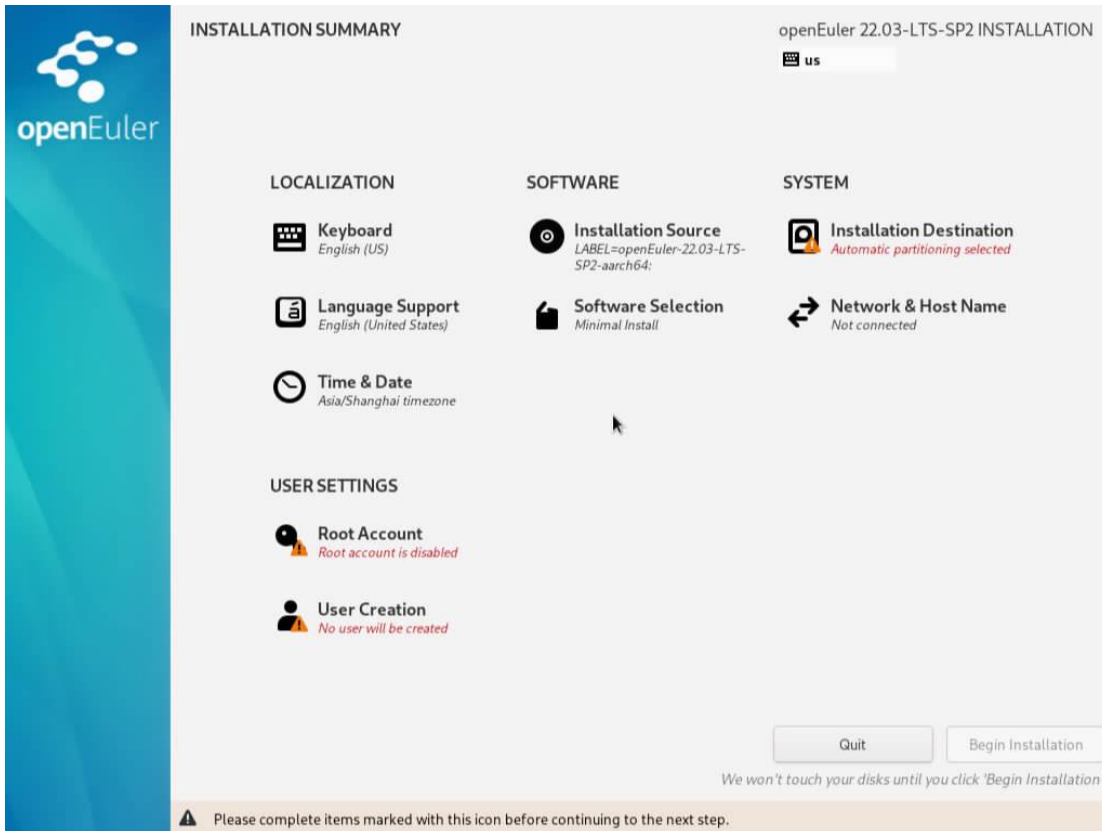 openEuler
INSTALLATION SUMMARY
openEuler 22.03-LTS-SP2 INSTALLATION
us
LOCALIZATION
Keyboard
English (US)
Language Support
English (United States)
Time & Date
Asia/Shanghai timezone
SOFTWARE
Installation Source
LABEL=openEuler-22.03-LTS-
SP2-aarch64:
Software Selection
Minimal Install
SYSTEM
Installation Destination
Automatic partitioning selected
Network & Host Name
Not connected
USER SETTINGS
Root Account
Root account is disabled
User Creation
No user will be created
Quit
Begin Installation
We won't touch your disks until you click 'Begin Installation
Please complete items marked with this icon before continuing to the next step.